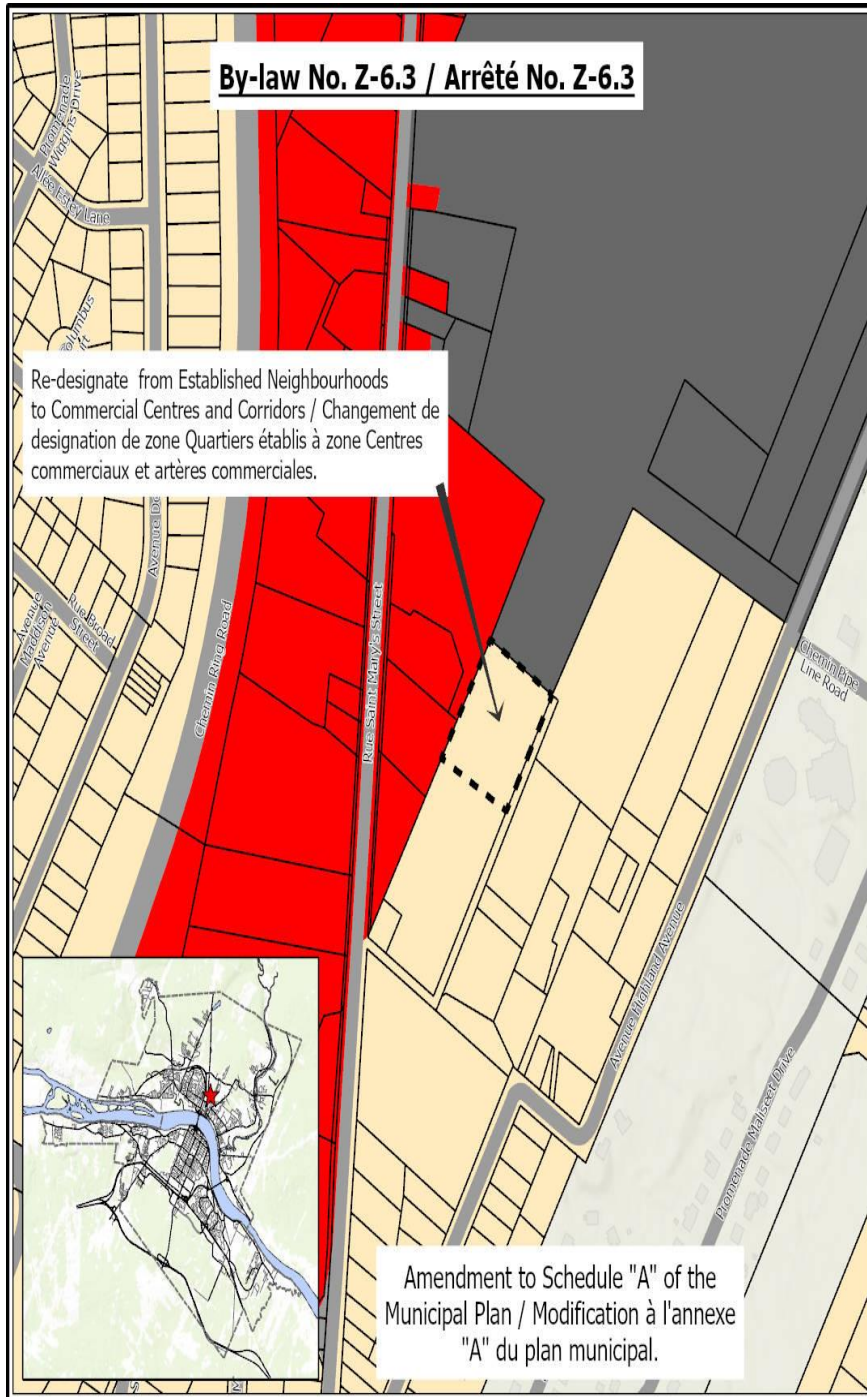 By-law No. Z-6.3 / Arrêté No. Z-6.3
Promenade
Wiggins Drive
Allée Estey Lane
Columbus
Re-designate from Established Neighbourhoods
to Commercial Centres and Corridors / Changement de
designation de zone Quartiers établis à zone Centres
commerciaux et artères commerciales.
Avenue
Rue Broad
Street
Avenue
Maddison
Avenue
Chemin Ring Road
Rue Saint Mary's Street
Chemin Pipe
Line Road
Avenue Highland Avenue
Promenade Maliseet Drive
Amendment to Schedule "A" of the
Municipal Plan / Modification à l'annexe
"A" du plan municipal.